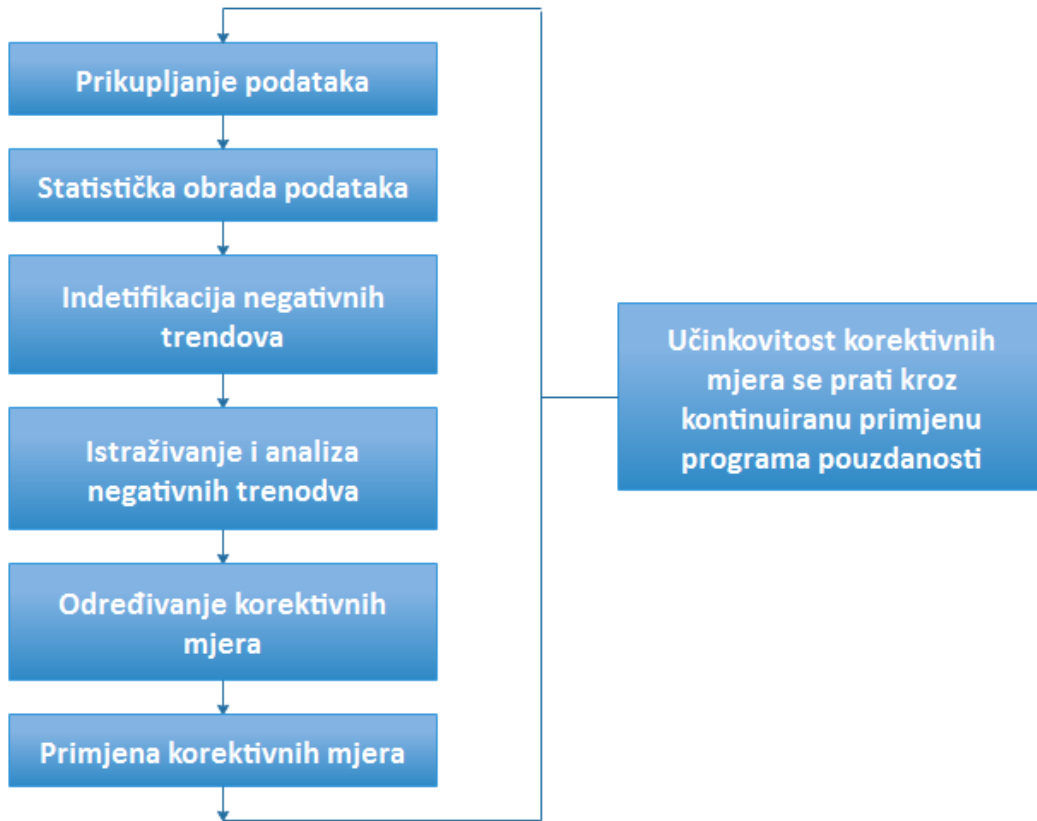 Prikupljanje podataka
Statistička obrada podataka
Indetifikacija negativnih
trendova
Istraživanje i analiza
negativnih trenodva
Određivanje korektivnih
mjera
Primjena korektivnih mjera
Učinkovitost korektivnih
mjera se prati kroz
kontinuiranu primjenu
programa pouzdanosti